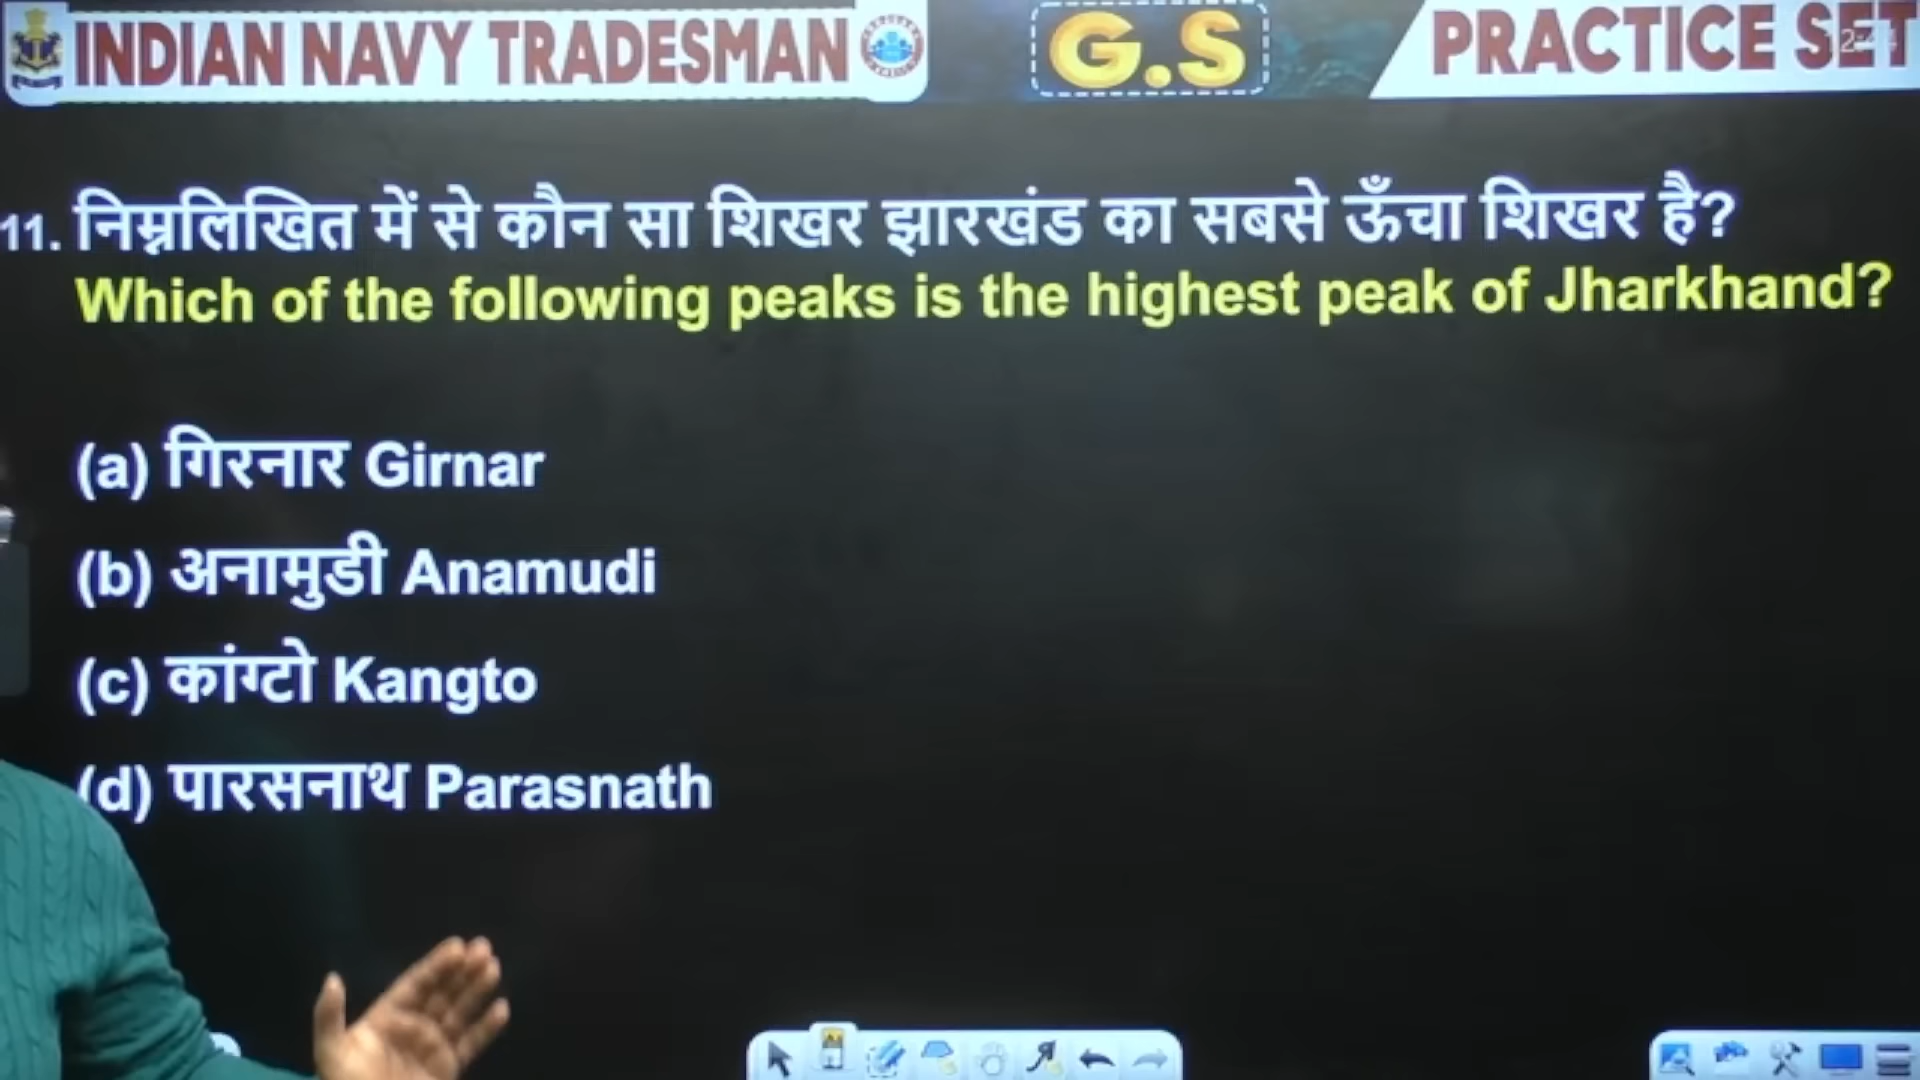 INDIAN NAVY TRADESMAN
G.S
PRACTICE SET
11. निम्नलिखित में से कौन सा शिखर झारखंड का सबसे ऊँचा शिखर है?
Which of the following peaks is the highest peak of Jharkhand?
(a) गिरनार Girnar
(b) अनामुडी Anamudi
(c) कांग्टो Kangto
(d) पारसनाथ Parasnath